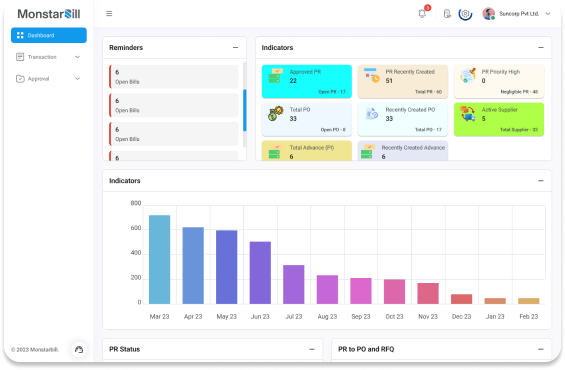 MonstarBill
3
Suncorp Pvt Ltd.
Dashboard
Transaction
Approval
Reminders
6
Open Bills
6
Open Bills
6
Open Bills
6
Indicators
Approved PR
22
Open PR - 17
PR Recently Created
51
Total PR - 60
PR Priority High
0
Negligible PR - 48
Total PO
33
Open PO - 8
Recently Created PO
33
Total PO - 17
Active Supplier
5
Total Supplier - 33
Total Advance (PI)
6
Recently Created Advance
6
Indicators
800
600
400
200
0
Mar 23 Apr 23 May 23 Jun 23 Jul 23 Aug 23 Sep 23 Oct 23 Nov 23 Dec 23 Jan 23 Feb 23
PR Status
PR to PO and RFQ
© 2023 Monstarbill.